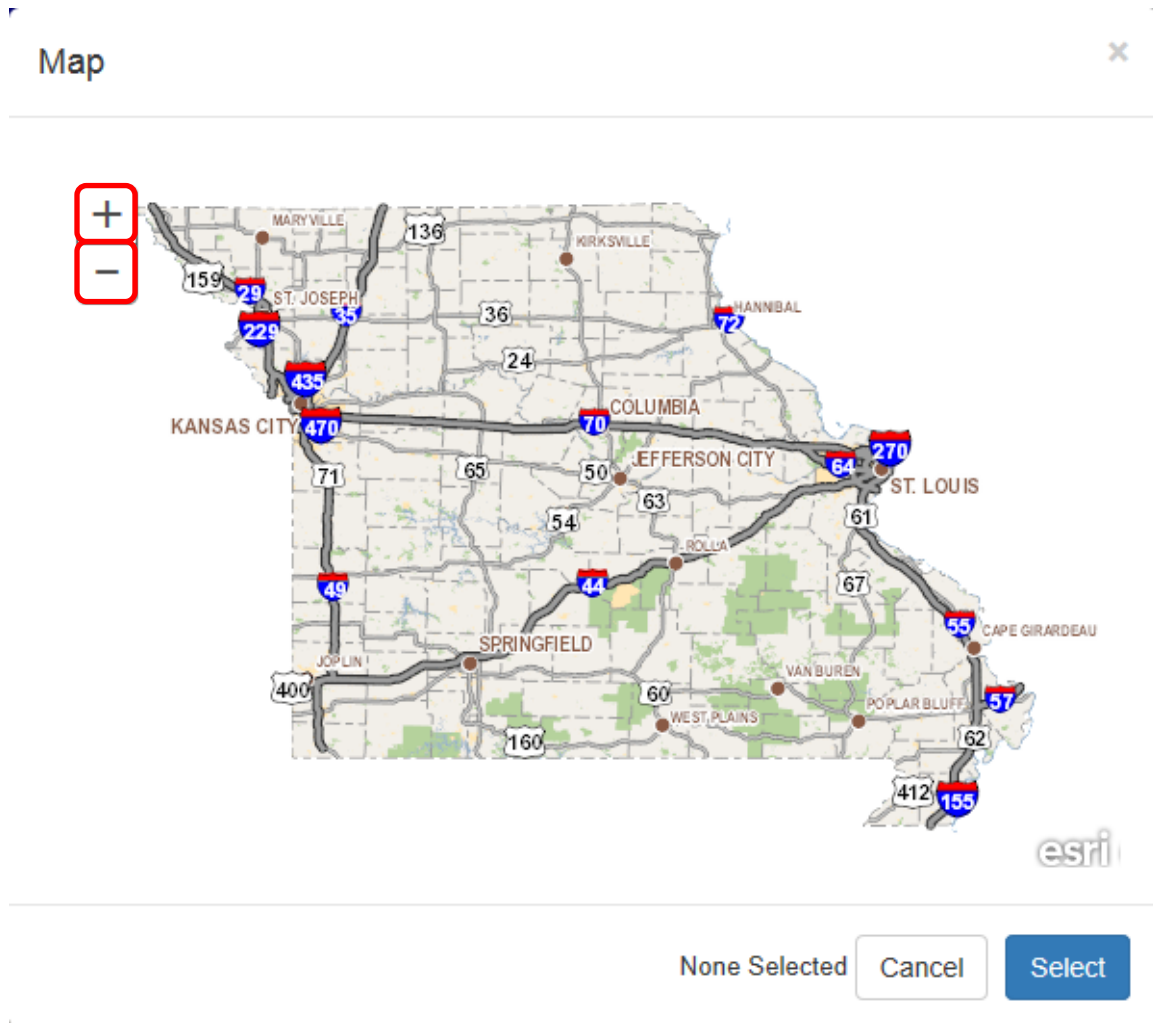 Map
×
+
−
MARYVILLE
136
KIRKSVILLE
159
29
ST. JOSEPH
35
36
HANNIBAL
72
229
24
435
KANSAS CITY
470
70
COLUMBIA
270
71
65
50
JEFFERSON CITY
64
ST. LOUIS
63
54
61
ROLLA
49
44
67
55
CAPE GIRARDEAU
SPRINGFIELD
JOPLIN
VAN BUREN
400
60
57
POPLAR BLUFF
WEST PLAINS
160
62
412
155
esri
None Selected
Cancel
Select